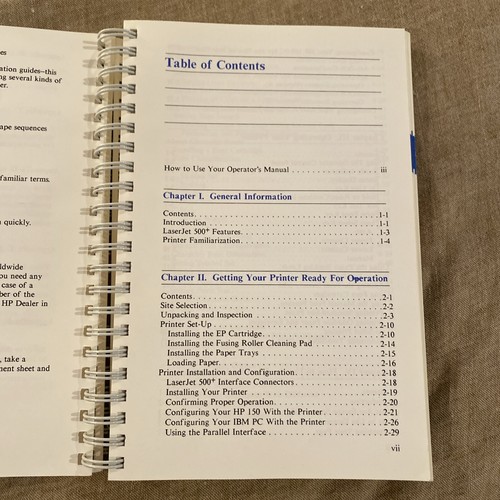 es
ation guides–this
ng several kinds of
er.
ape sequences
familiar terms.
quickly.
ldwide
ou need any
case of a
ber of the
HP Dealer in
, take a
ment sheet and
Table of Contents
How to Use Your Operator's Manual . . . . . . . . . . . . . . . . . . . iii
Chapter I. General Information
Contents. . . . . . . . . . . . . . . . . . . . . . . . . . . . . . . . . . . . . . . .1-1
Introduction . . . . . . . . . . . . . . . . . . . . . . . . . . . . . . . . . . . . .1-1
LaserJet 500+ Features. . . . . . . . . . . . . . . . . . . . . . . . . . . . .1-3
Printer Familiarization. . . . . . . . . . . . . . . . . . . . . . . . . . . . .1-4
Chapter II. Getting Your Printer Ready For Operation
Contents. . . . . . . . . . . . . . . . . . . . . . . . . . . . . . . . . . . . . . . .2-1
Site Selection . . . . . . . . . . . . . . . . . . . . . . . . . . . . . . . . . . . .2-2
Unpacking and Inspection . . . . . . . . . . . . . . . . . . . . . . . . . .2-3
Printer Set-Up . . . . . . . . . . . . . . . . . . . . . . . . . . . . . . . . . . 2-10
Installing the EP Cartridge. . . . . . . . . . . . . . . . . . . . . . . 2-10
Installing the Fusing Roller Cleaning Pad . . . . . . . . . . . 2-14
Installing the Paper Trays . . . . . . . . . . . . . . . . . . . . . . . 2-15
Loading Paper. . . . . . . . . . . . . . . . . . . . . . . . . . . . . . . . 2-16
Printer Installation and Configuration. . . . . . . . . . . . . . . . 2-18
LaserJet 500+ Interface Connectors. . . . . . . . . . . . . . . . 2-18
Installing Your Printer . . . . . . . . . . . . . . . . . . . . . . . . . . 2-19
Confirming Proper Operation. . . . . . . . . . . . . . . . . . . . . 2-20
Configuring Your HP 150 With the Printer. . . . . . . . . . . 2-21
Configuring Your IBM PC With the Printer . . . . . . . . . . 2-26
Using the Parallel Interface . . . . . . . . . . . . . . . . . . . . . . 2-29
vii